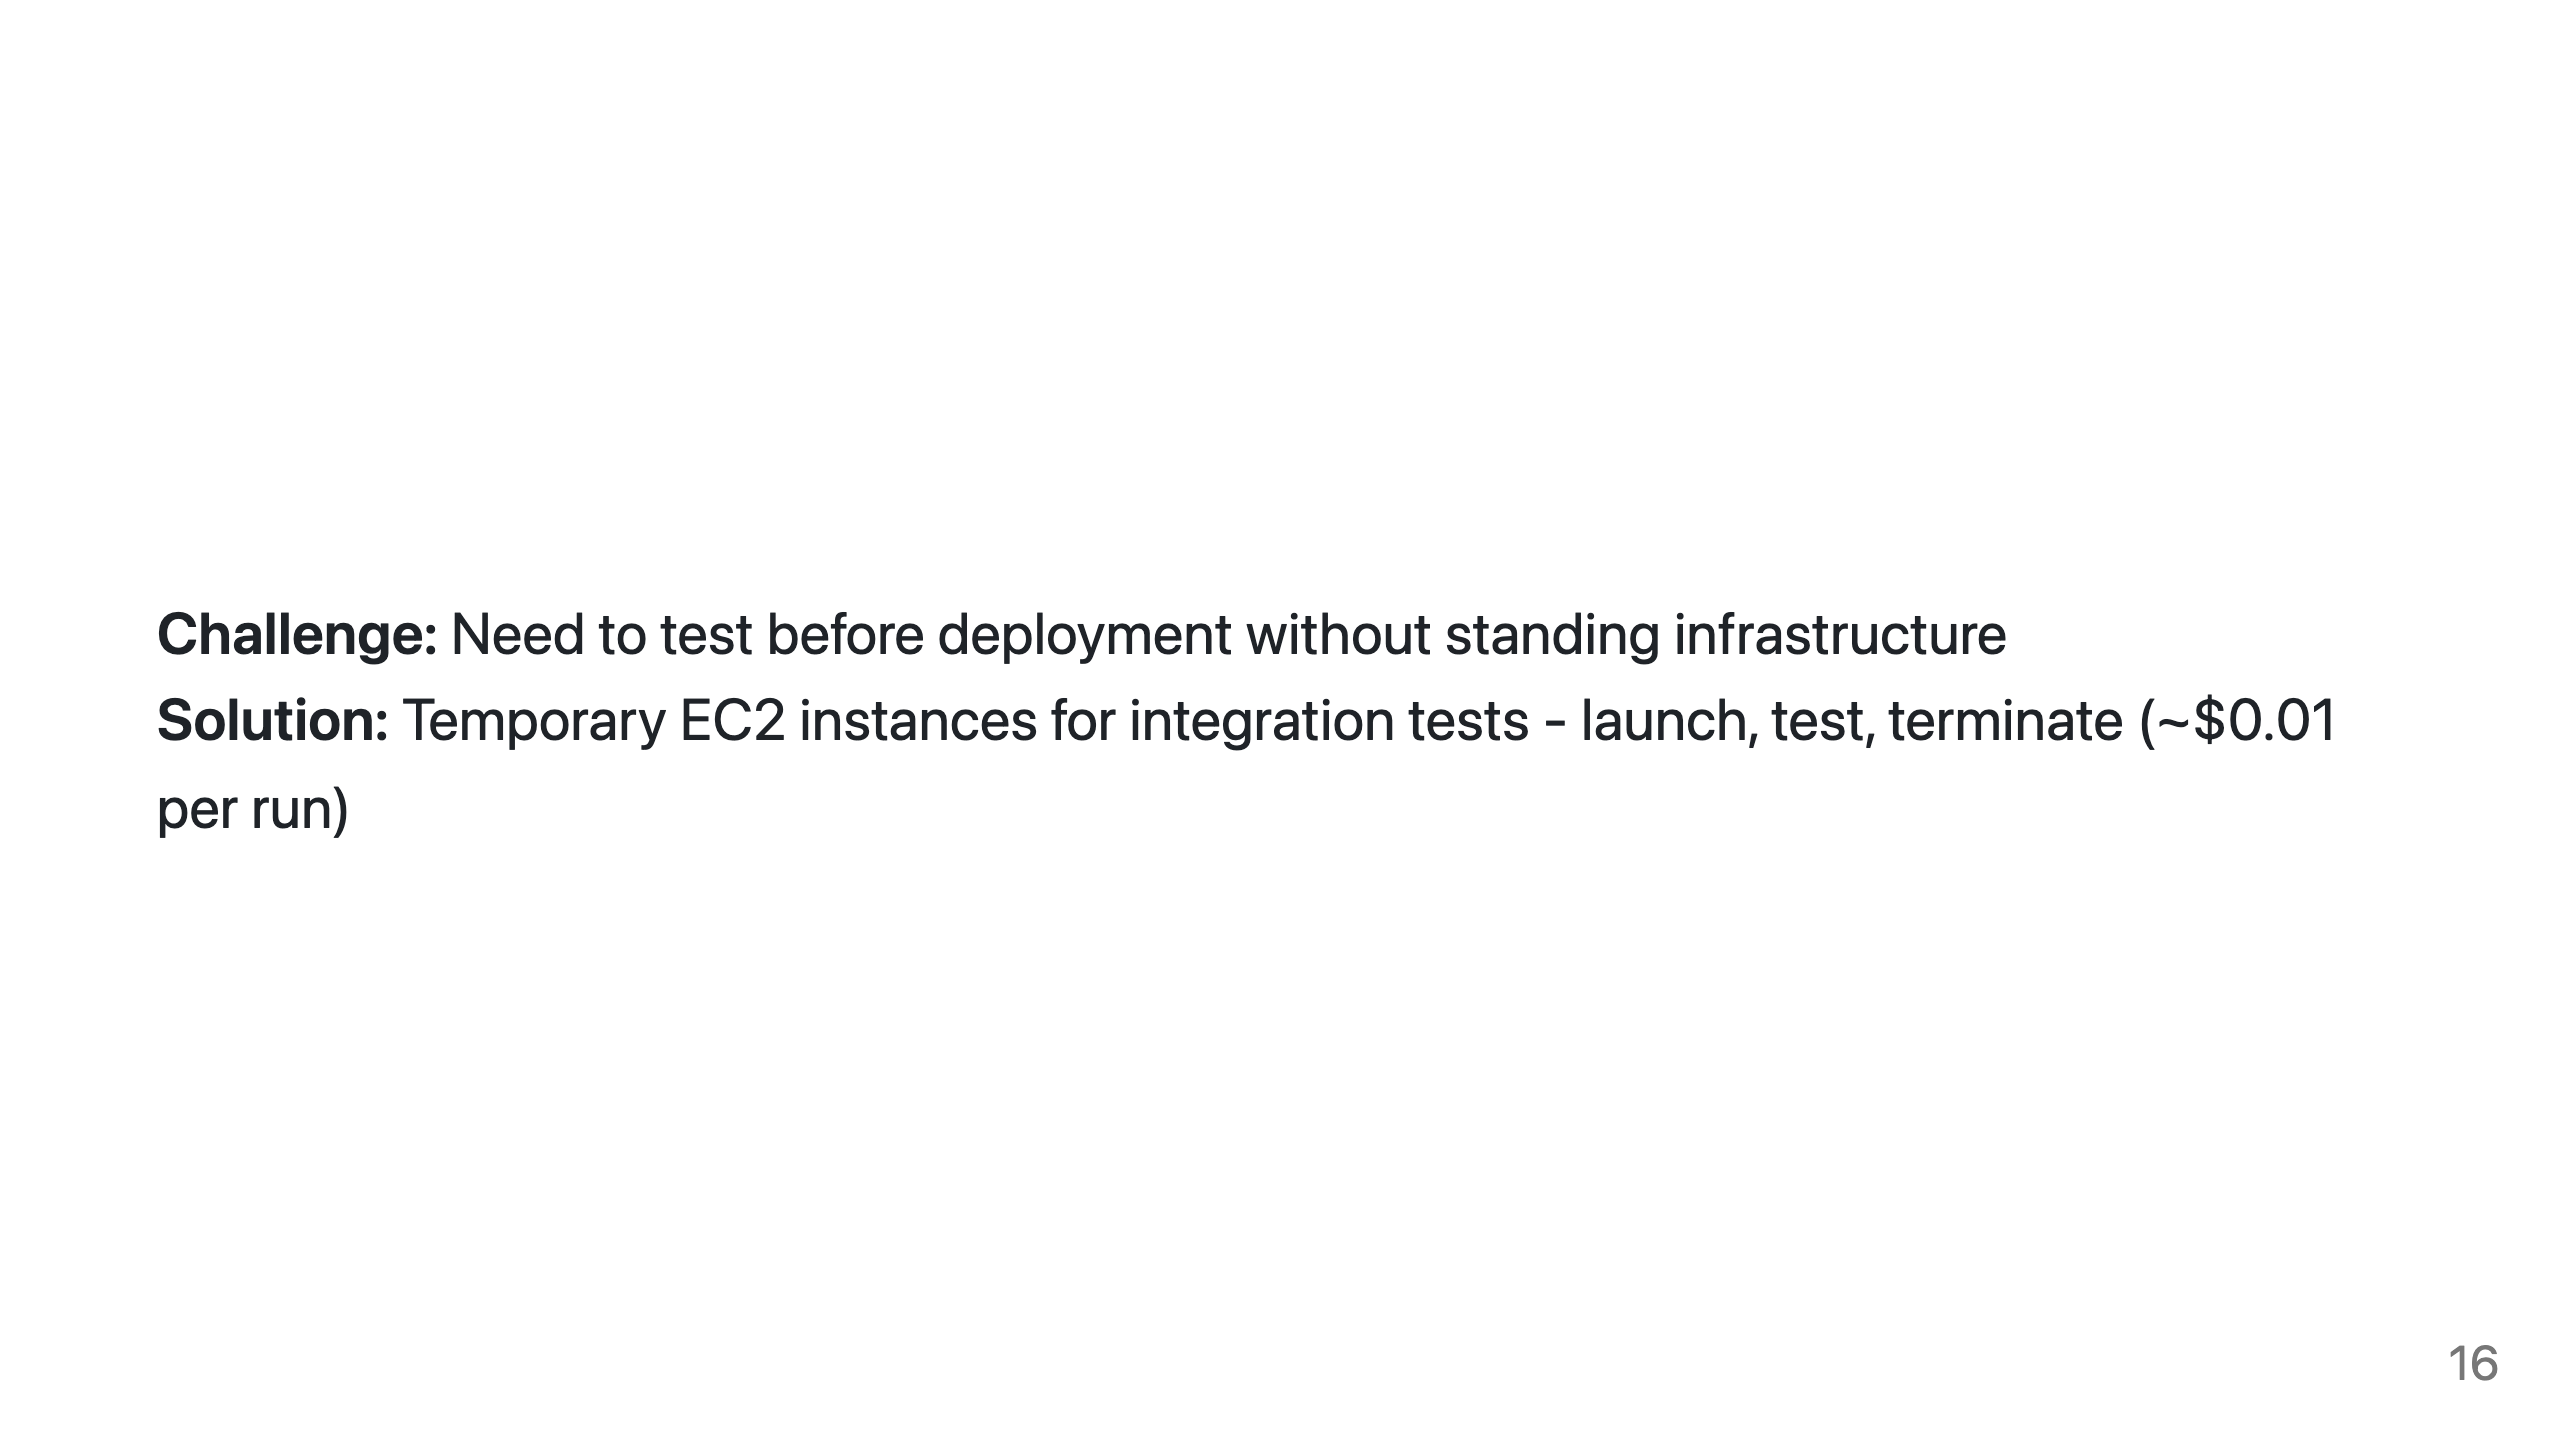 Challenge: Need to test before deployment without standing infrastructure
Solution: Temporary EC2 instances for integration tests - launch, test, terminate (~$0.01
per run)
16